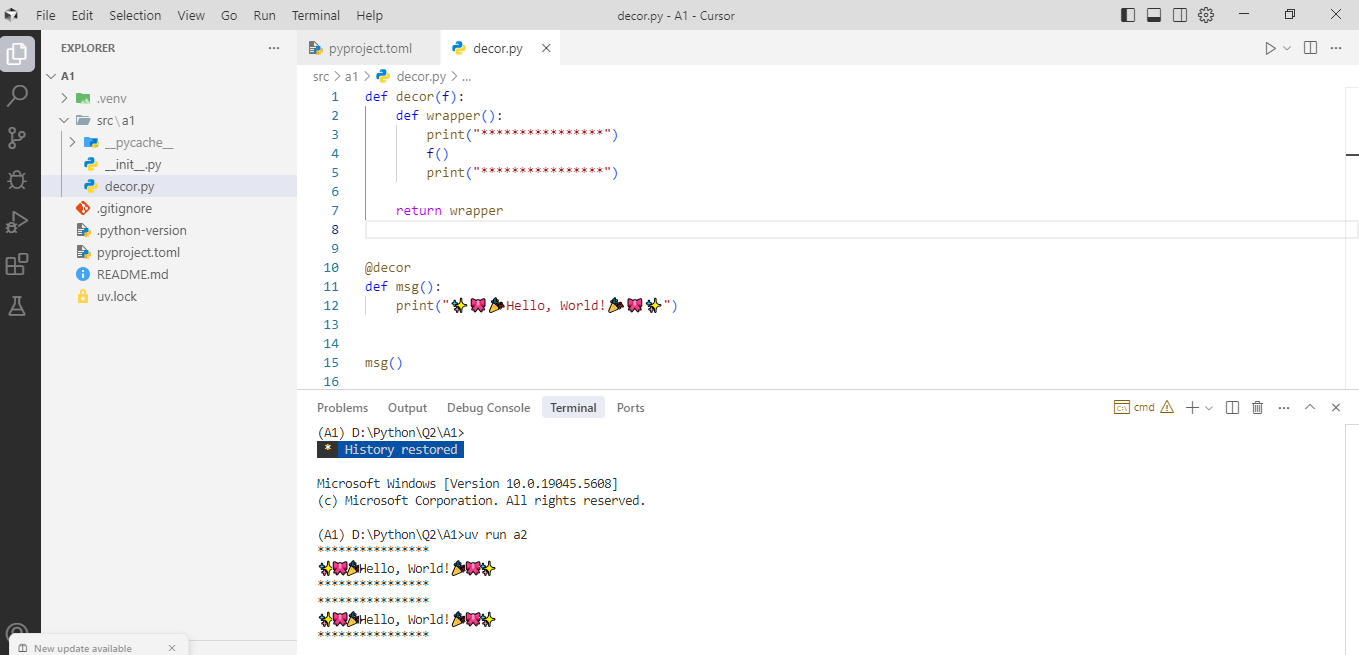 File Edit Selection View Go Run Terminal Help
decor.py - A1 - Cursor
EXPLORER
A1
.venv
src\a1
__pycache__
__init__.py
decor.py
.gitignore
.python-version
pyproject.toml
README.md
uv.lock
New update available
pyproject.toml decor.py
src > a1 > decor.py > ...
1 def decor(f):
2 def wrapper():
3 print("****************")
4 f()
5 print("****************")
6
7 return wrapper
8
9
10 @decor
11 def msg():
12 print("✨🎀🎉Hello, World!🎉🎀✨")
13
14
15 msg()
16
Problems Output Debug Console Terminal Ports
cmd
(A1) D:\Python\Q2\A1>
* History restored
Microsoft Windows [Version 10.0.19045.5608]
(c) Microsoft Corporation. All rights reserved.
(A1) D:\Python\Q2\A1>uv run a2
****************
✨🎀🎉Hello, World!🎉🎀✨
****************
****************
✨🎀🎉Hello, World!🎉🎀✨
****************